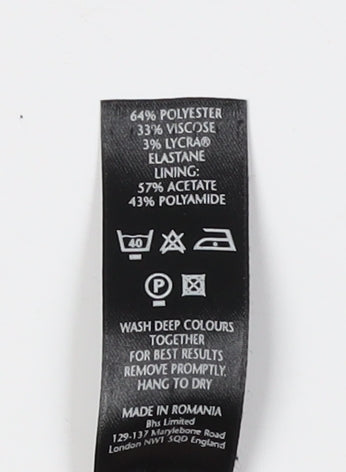 64% POLYESTER
33% VISCOSE
3% LYCRA®
ELASTANE
LINING:
57% ACETATE
43% POLYAMIDE
40
P
WASH DEEP COLOURS
TOGETHER
FOR BEST RESULTS
REMOVE PROMPTLY,
HANG TO DRY
MADE IN ROMANIA
Bhs Limited
129-137 Marylebone Road
London NW1 5QD England